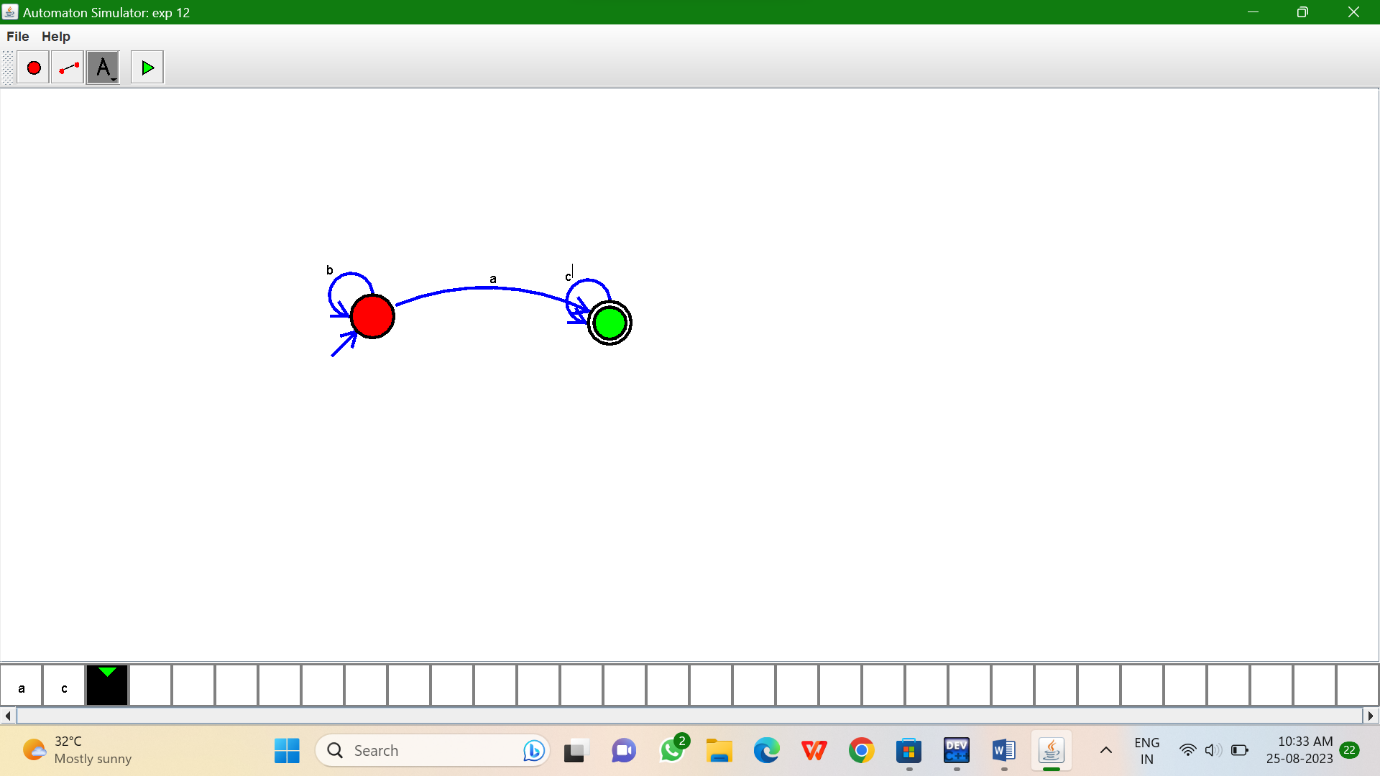 Automaton Simulator: exp 12
File Help
A
b
a
c
a c
32°C
Mostly sunny
Search
2
W
DEV
C++
W
ENG
IN
10:33 AM
25-08-2023
22